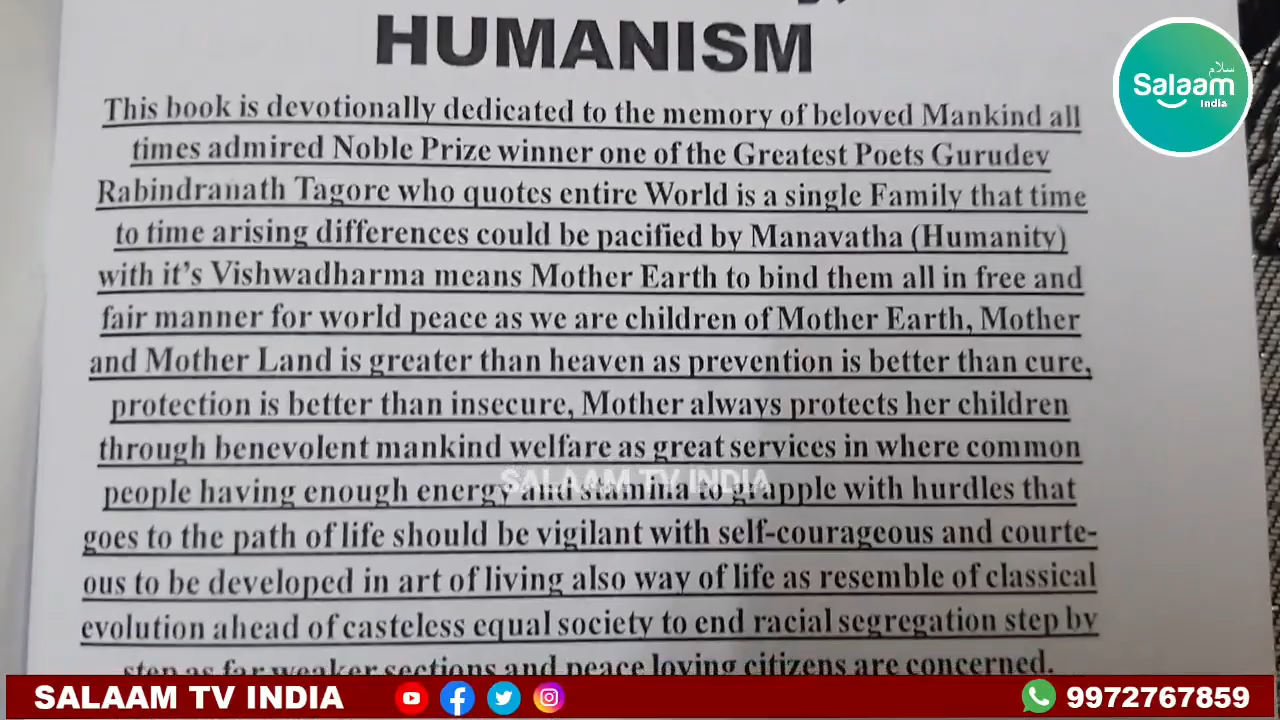 HUMANISM
This book is devotionally dedicated to the memory of beloved Mankind all
times admired Noble Prize winner one of the Greatest Poets Gurudev
Rabindranath Tagore who quotes entire World is a single Family that time
to time arising differences could be pacified by Manavatha (Humanity)
with it's Vishwadharma means Mother Earth to bind them all in free and
fair manner for world peace as we are children of Mother Earth, Mother
and Mother Land is greater than heaven as prevention is better than cure,
protection is better than insecure, Mother always protects her children
through benevolent mankind welfare as great services in where common
people having enough energy and stamina to grapple with hurdles that
goes to the path of life should be vigilant with self-courageous and courte-
ous to be developed in art of living also way of life as resemble of classical
evolution ahead of casteless equal society to end racial segregation step by
step as for weaker sections and peace loving citizens are concerned.
سلام
Salaam
India
SALAAM TV INDIA
SALAAM TV INDIA
9972767859